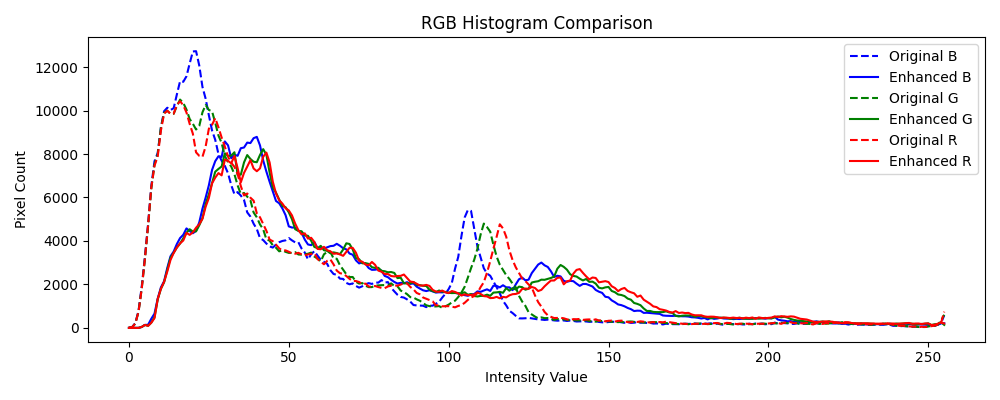 RGB Histogram Comparison
Pixel Count
12000
10000
8000
6000
4000
2000
0
Original B
Enhanced B
Original G
Enhanced G
Original R
Enhanced R
0 50 100 150 200 250
Intensity Value